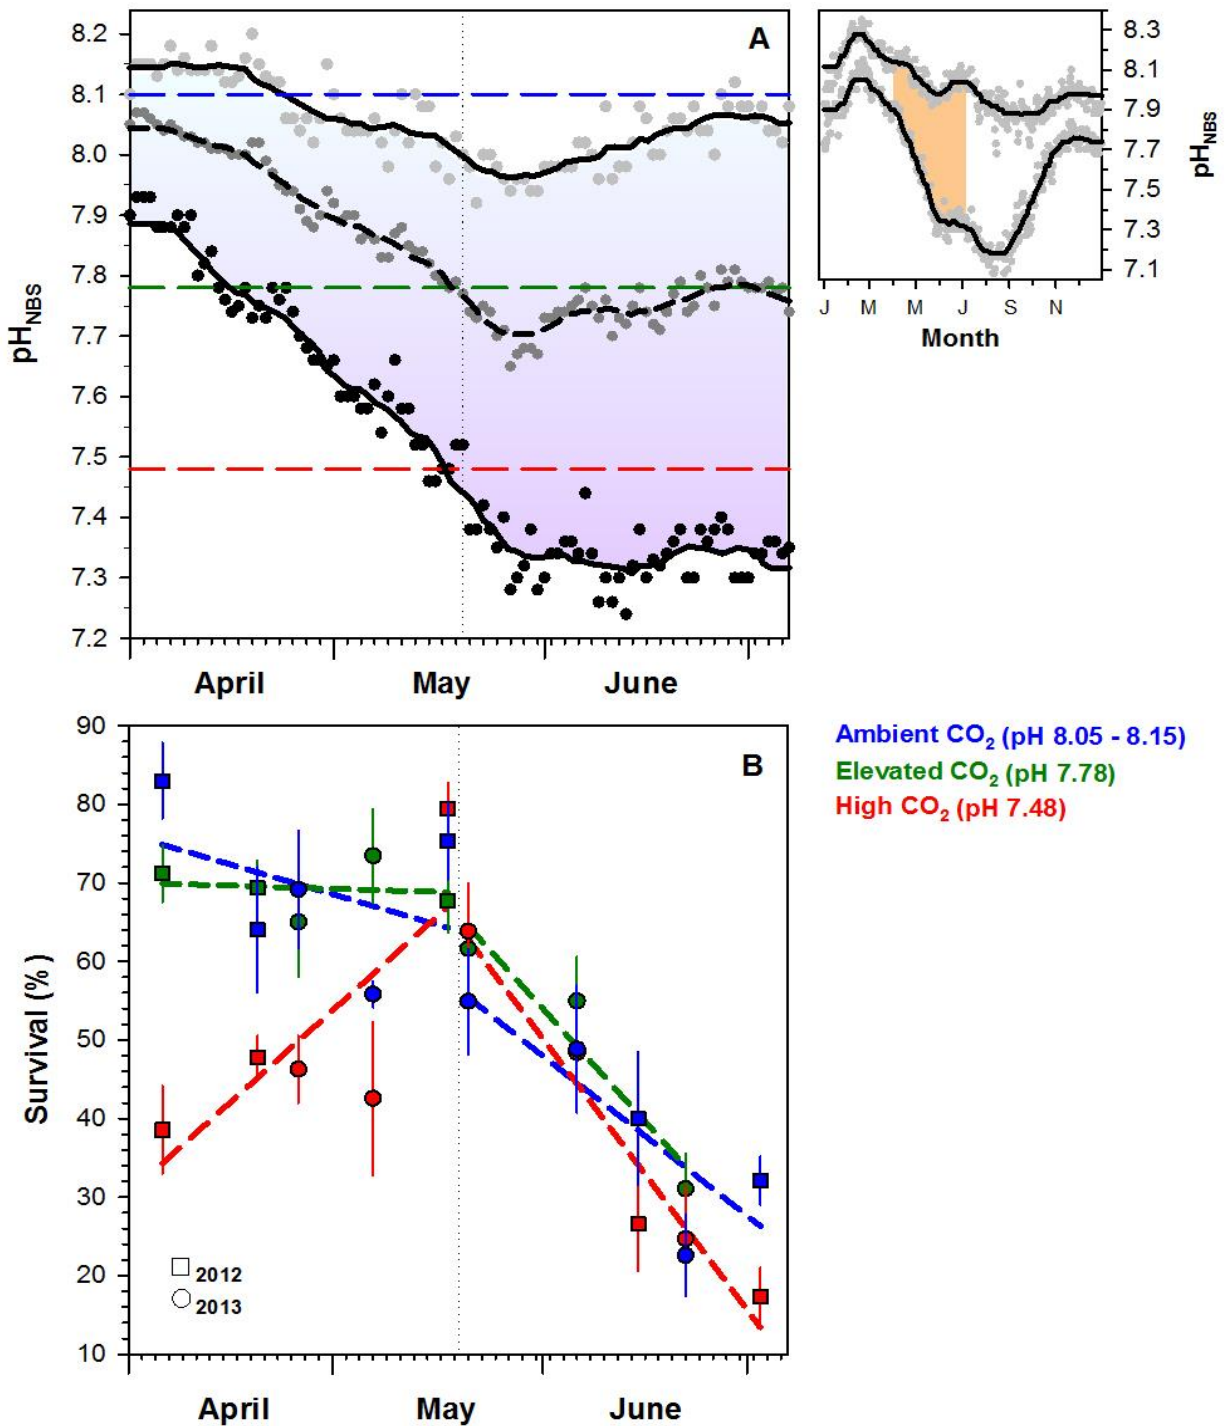 A
8.2
8.1
8.0
7.9
7.8
7.7
7.6
7.5
7.4
7.3
7.2
pH_NBS
April May June
8.3
8.1
7.9
7.7
7.5
7.3
7.1
pH_NBS
J M M J S N
Month
B
90
80
70
60
50
40
30
20
10
Survival (%)
2012
2013
April May June
Ambient CO₂ (pH 8.05 - 8.15)
Elevated CO₂ (pH 7.78)
High CO₂ (pH 7.48)